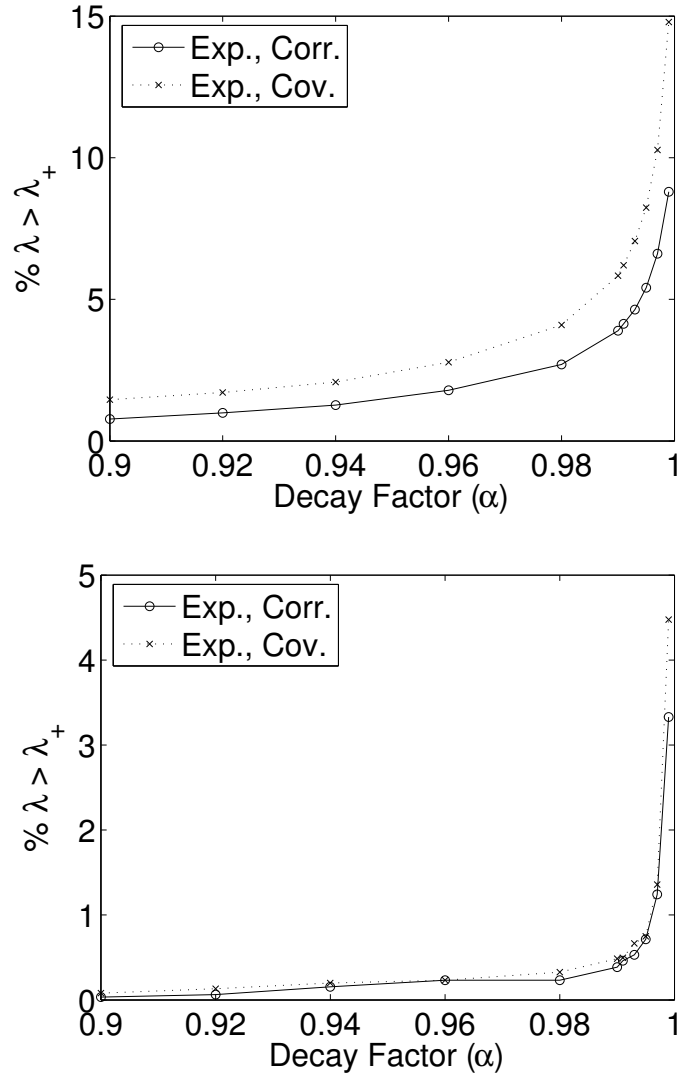 15
Exp., Corr.
Exp., Cov.
10
% λ > λ+
5
0
0.9 0.92 0.94 0.96 0.98 1
Decay Factor (α)
5
Exp., Corr.
Exp., Cov.
4
3
% λ > λ+
2
1
0
0.9 0.92 0.94 0.96 0.98 1
Decay Factor (α)